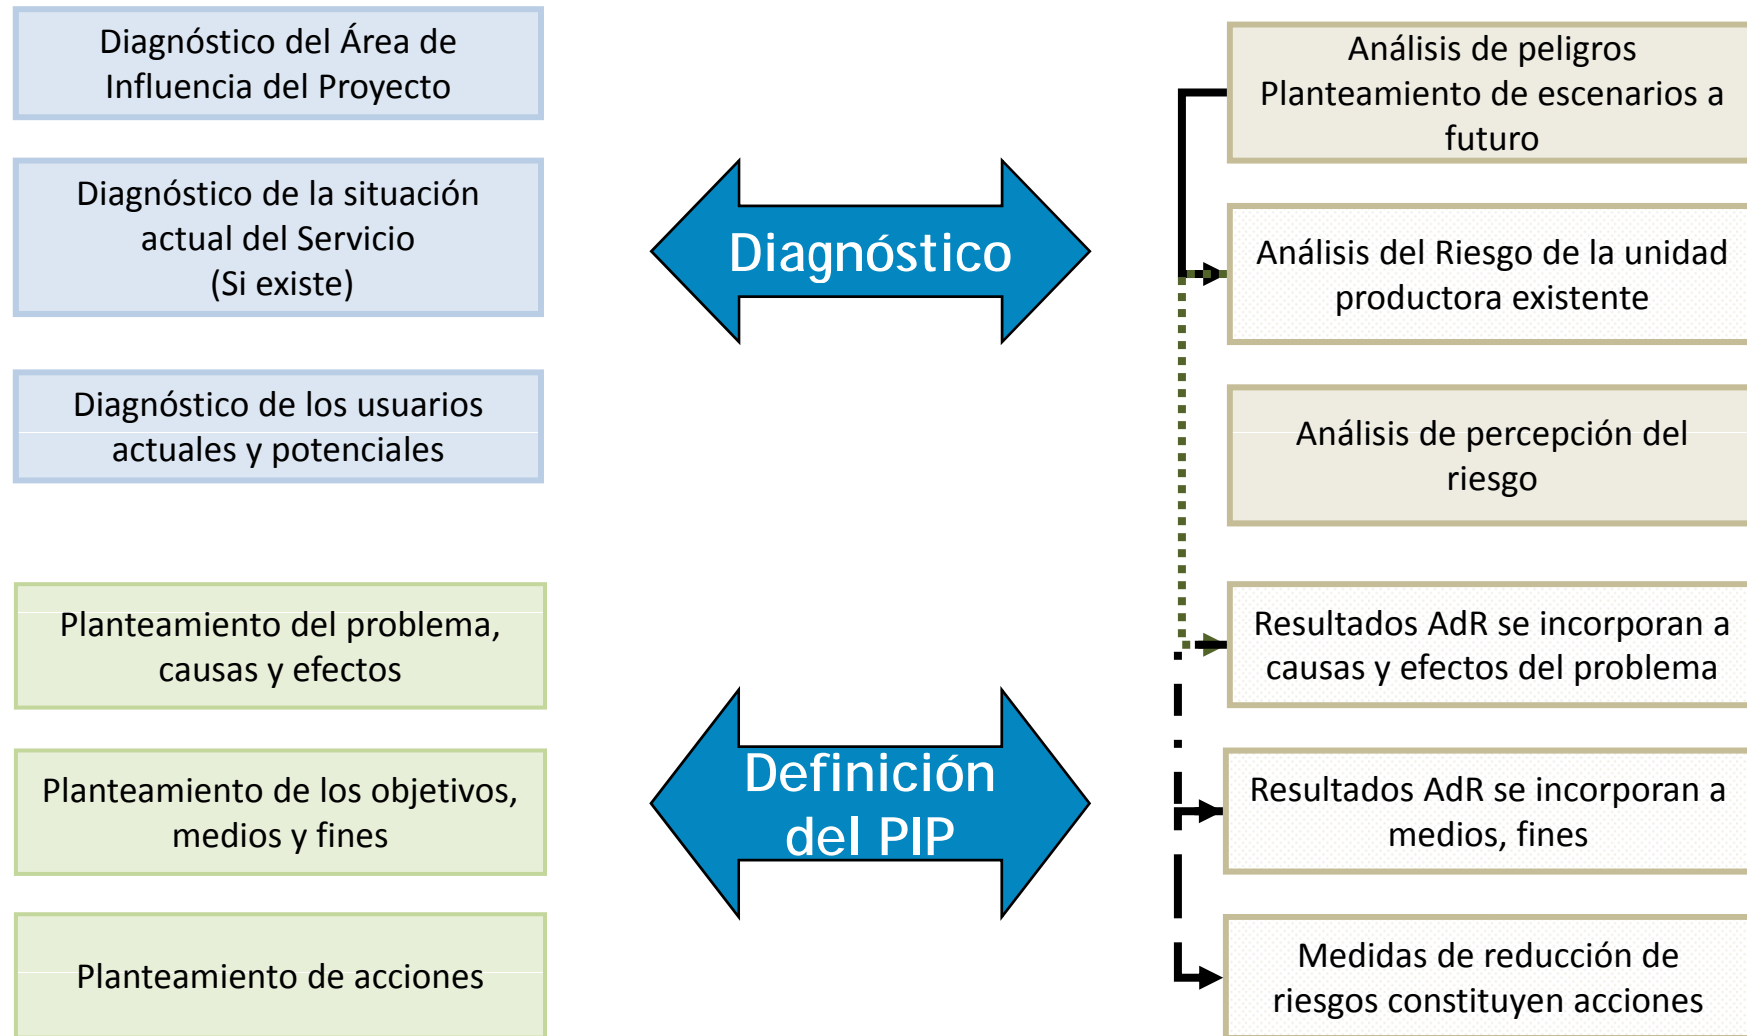 Diagnóstico del Área de
Influencia del Proyecto
Diagnóstico de la situación
actual del Servicio
(Si existe)
Diagnóstico de los usuarios
actuales y potenciales
Diagnóstico
Análisis de peligros
Planteamiento de escenarios a
futuro
Análisis del Riesgo de la unidad
productora existente
Análisis de percepción del
riesgo
Planteamiento del problema,
causas y efectos
Planteamiento de los objetivos,
medios y fines
Planteamiento de acciones
Definición
del PIP
Resultados AdR se incorporan a
causas y efectos del problema
Resultados AdR se incorporan a
medios, fines
Medidas de reducción de
riesgos constituyen acciones